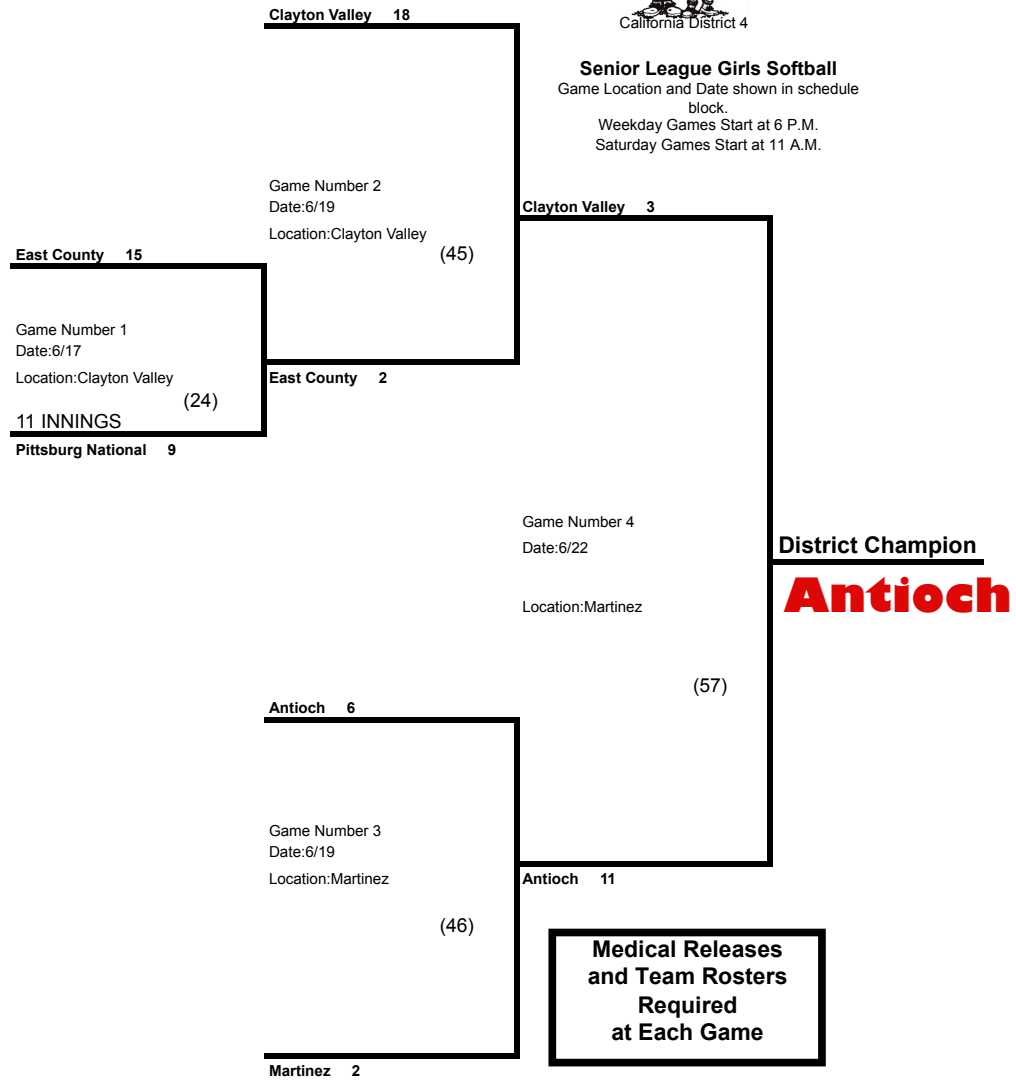 Clayton Valley 18
California District 4
Senior League Girls Softball
Game Location and Date shown in schedule
block.
Weekday Games Start at 6 P.M.
Saturday Games Start at 11 A.M.
Game Number 2
Date:6/19
Location:Clayton Valley
(45)
Clayton Valley 3
East County 15
Game Number 1
Date:6/17
Location:Clayton Valley
(24)
11 INNINGS
Pittsburg National 9
East County 2
Game Number 4
Date:6/22
Location:Martinez
(57)
District Champion
Antioch
Antioch 6
Game Number 3
Date:6/19
Location:Martinez
(46)
Antioch 11
Martinez 2
Medical Releases
and Team Rosters
Required
at Each Game